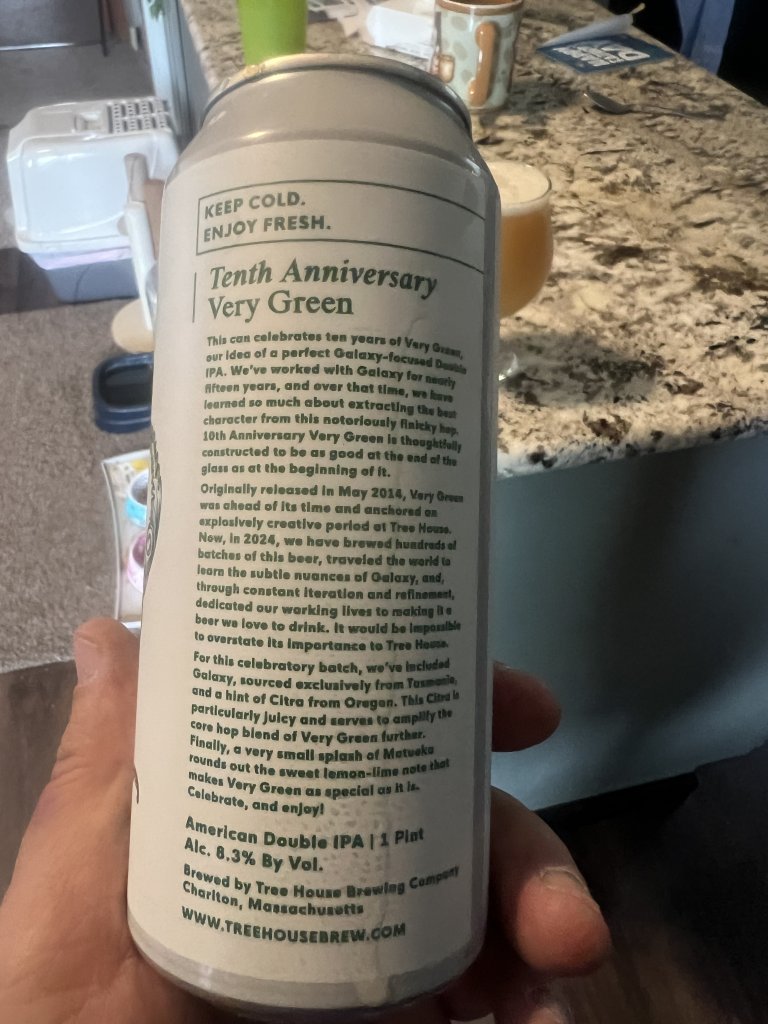 KEEP COLD.
ENJOY FRESH.
Tenth Anniversary
Very Green
This can celebrates ten years of Very Green,
our idea of a perfect Galaxy-focused Double
IPA. We've worked with Galaxy for nearly
fifteen years, and over that time, we have
learned so much about extracting the best
character from this notoriously finicky hop.
10th Anniversary Very Green is thoughtfully
constructed to be as good at the end of the
glass as at the beginning of it.
Originally released in May 2014, Very Green
was ahead of its time and anchored an
explosively creative period at Tree House.
Now, in 2024, we have brewed hundreds of
batches of this beer, traveled the world to
learn the subtle nuances of Galaxy, and,
through constant iteration and refinement,
dedicated our working lives to making it a
beer we love to drink. It would be impossible
to overstate its importance to Tree House.
For this celebratory batch, we've included
Galaxy, sourced exclusively from Tasmania,
and a hint of Citra from Oregon. This Citra is
particularly juicy and serves to amplify the
core hop blend of Very Green further.
Finally, a very small splash of Motueka
rounds out the sweet lemon-lime note that
makes Very Green as special as it is.
Celebrate, and enjoy!
American Double IPA | 1 Pint
Alc. 8.3% By Vol.
Brewed by Tree House Brewing Company
Charlton, Massachusetts
WWW.TREEHOUSEBREW.COM